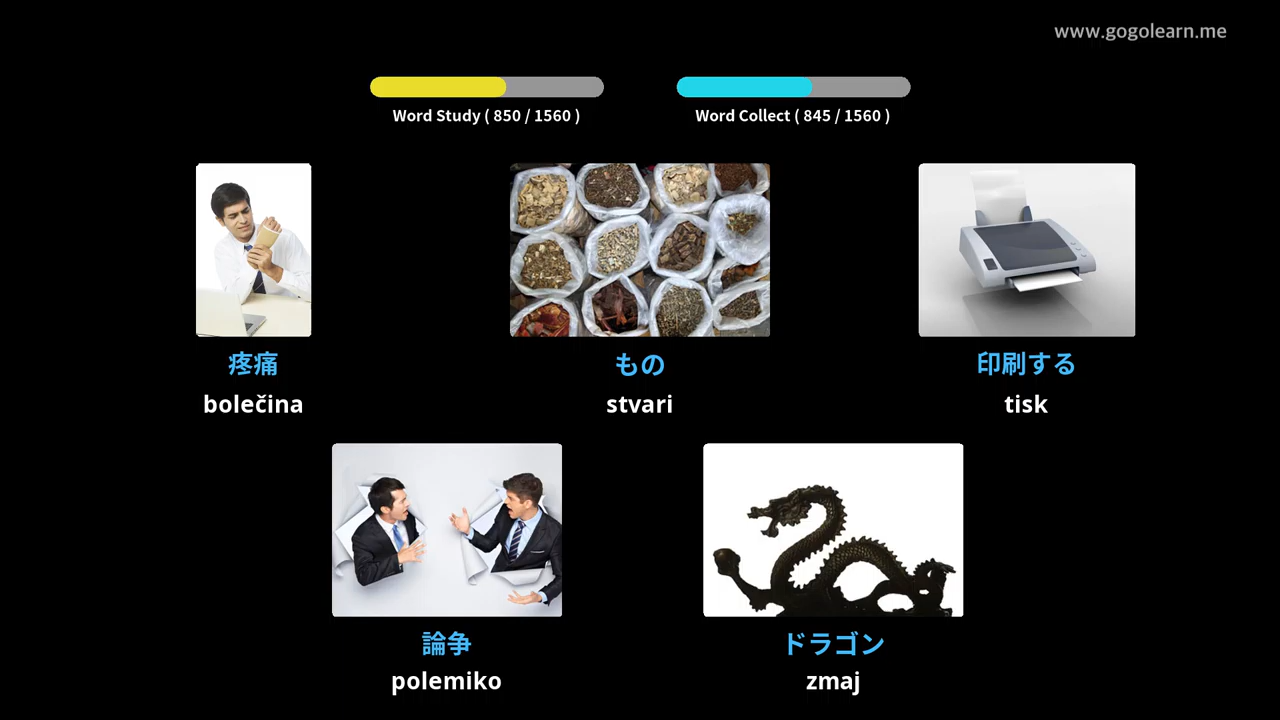 www.gogolearn.me
Word Study ( 850 / 1560 )
Word Collect ( 845 / 1560 )
疼痛
bolečina
もの
stvari
印刷する
tisk
論争
polemiko
ドラゴン
zmaj